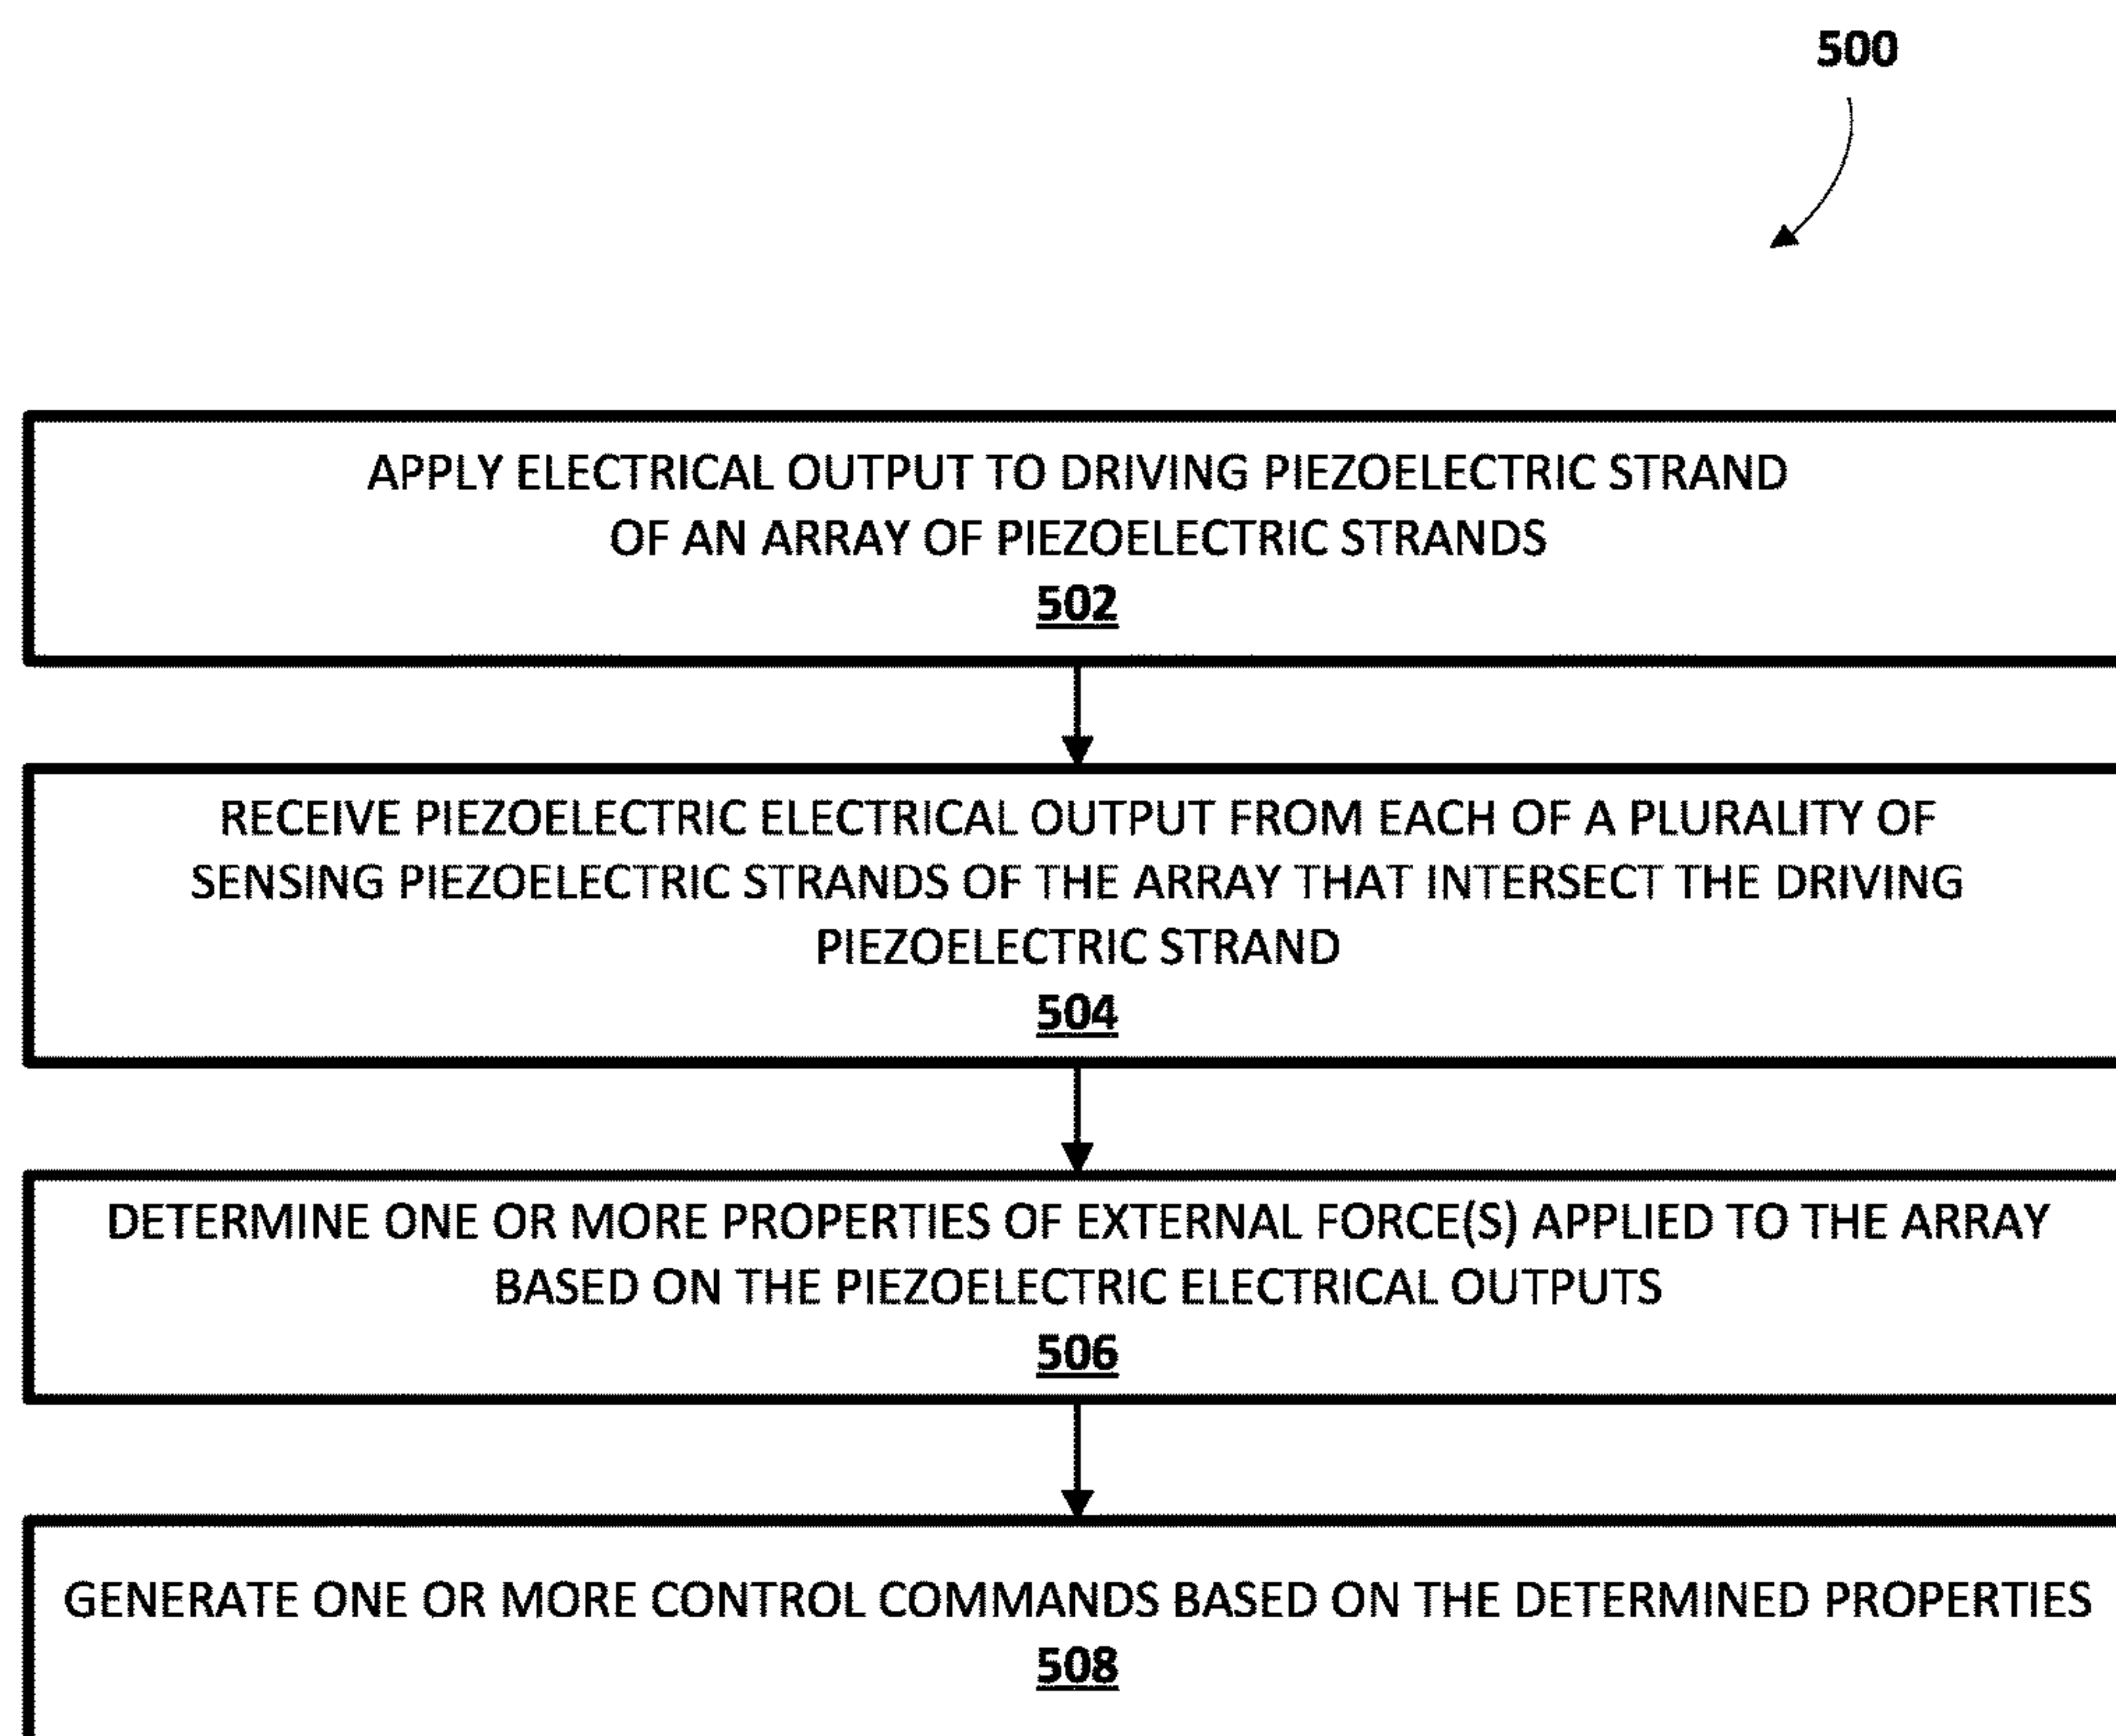 500
APPLY ELECTRICAL OUTPUT TO DRIVING PIEZOELECTRIC STRAND
OF AN ARRAY OF PIEZOELECTRIC STRANDS
502
RECEIVE PIEZOELECTRIC ELECTRICAL OUTPUT FROM EACH OF A PLURALITY OF
SENSING PIEZOELECTRIC STRANDS OF THE ARRAY THAT INTERSECT THE DRIVING
PIEZOELECTRIC STRAND
504
DETERMINE ONE OR MORE PROPERTIES OF EXTERNAL FORCE(S) APPLIED TO THE ARRAY
BASED ON THE PIEZOELECTRIC ELECTRICAL OUTPUTS
506
GENERATE ONE OR MORE CONTROL COMMANDS BASED ON THE DETERMINED PROPERTIES
508